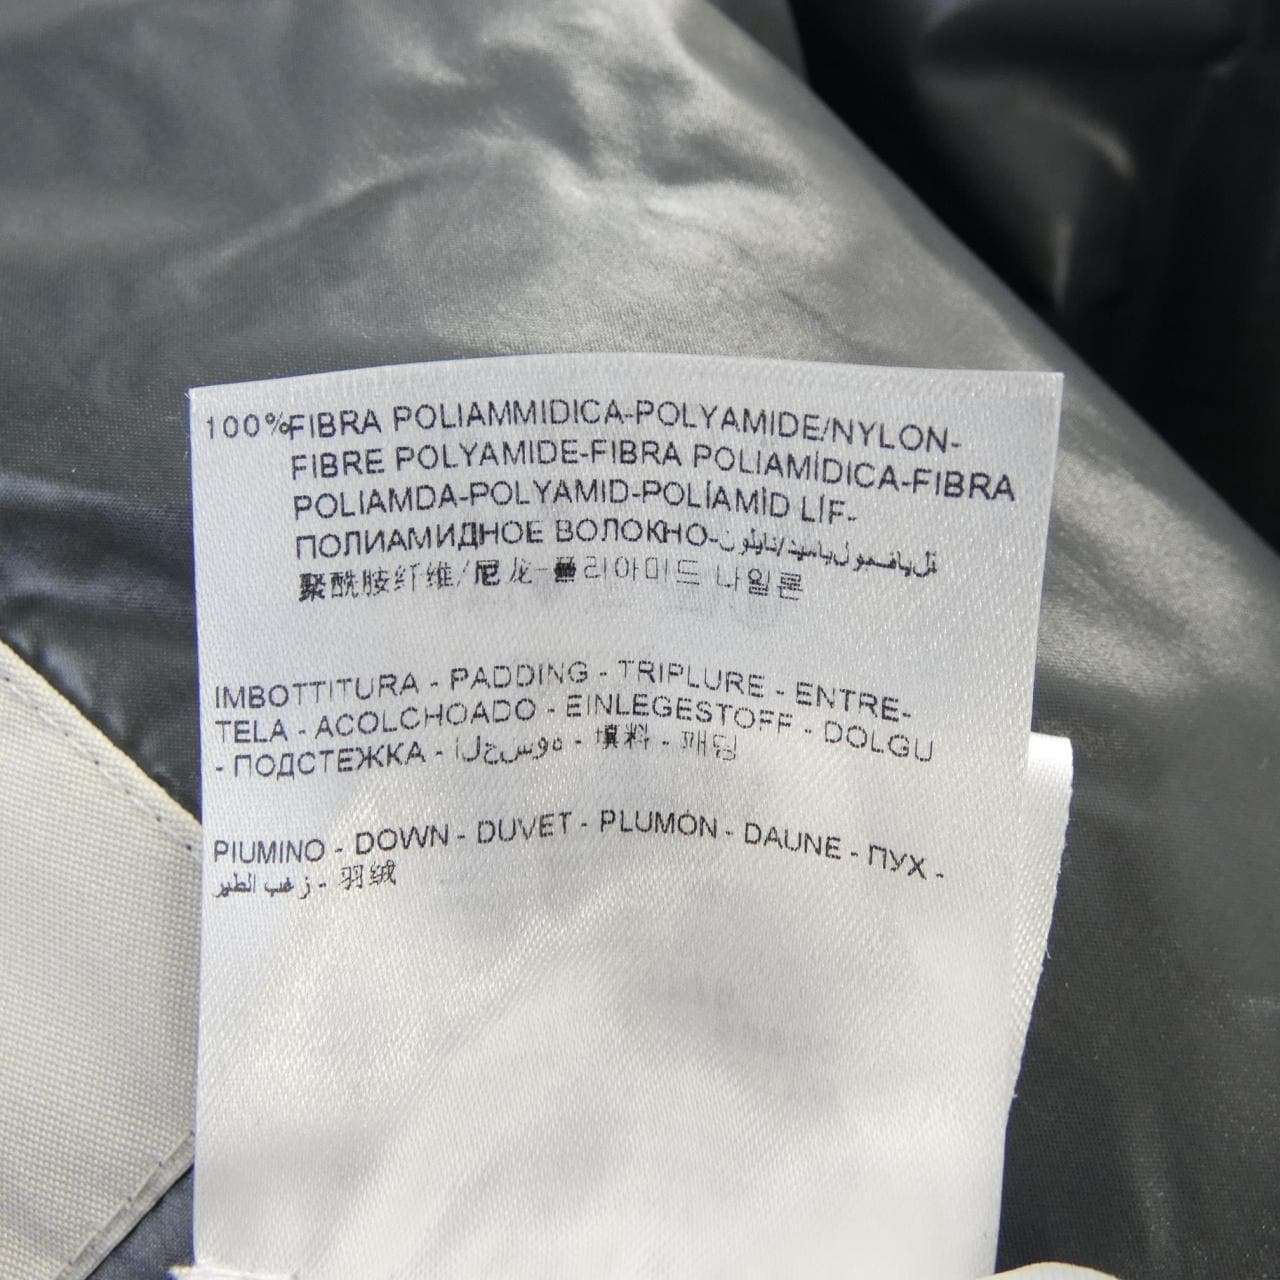 100%FIBRA POLIAMMIDICA-POLYAMIDE/NYLON-
FIBRE POLYAMIDE-FIBRA POLIAMÍDICA-FIBRA
POLIAMDA-POLYAMID-POLİAMİD LİF-
ПОЛИАМИДНОЕ ВОЛОКНО-
聚酰胺纤维/尼龙-폴리아미드 나일론
IMBOTTITURA - PADDING - TRIPLURE - ENTRE-
TELA - ACOLCHOADO - EINLEGESTOFF - DOLGU
- ПОДСТЕЖКА - الحسوه - 填料 - 패딩
PIUMINO - DOWN - DUVET - PLUMÓN - DAUNE - ПУХ -
زغب الطير - 羽绒